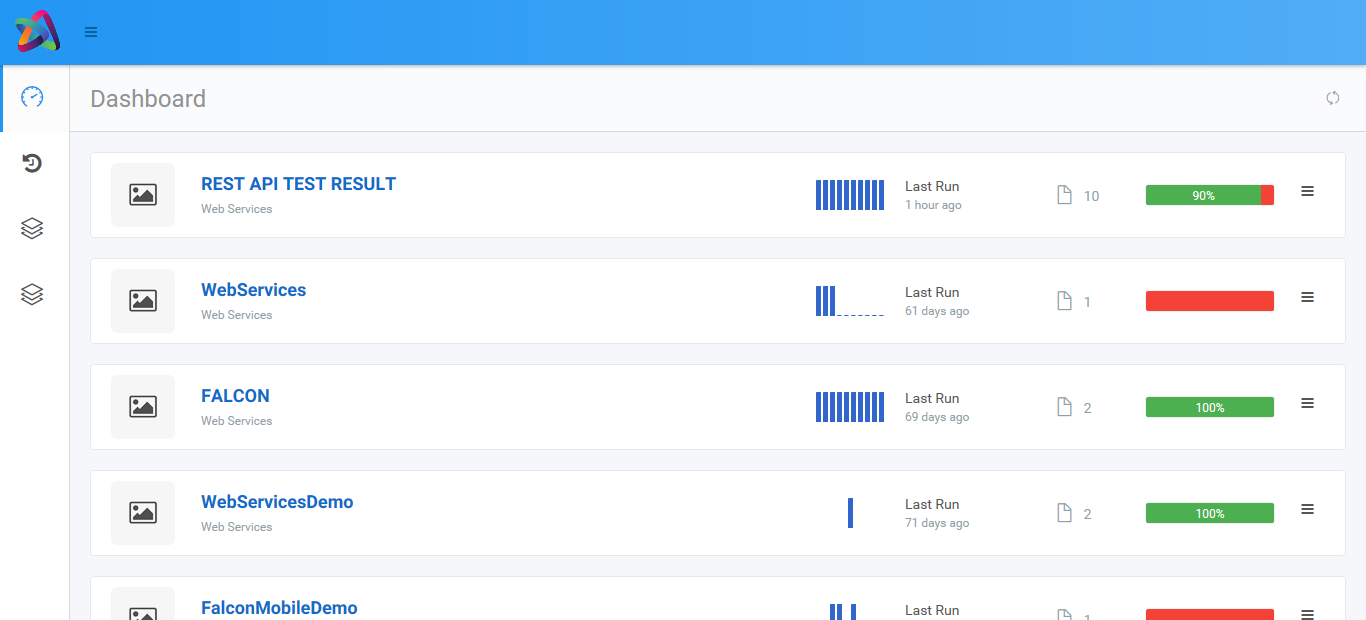 Dashboard
REST API TEST RESULT
Web Services
Last Run
1 hour ago
10
90%
WebServices
Web Services
Last Run
61 days ago
1
FALCON
Web Services
Last Run
69 days ago
2
100%
WebServicesDemo
Web Services
Last Run
71 days ago
2
100%
FalconMobileDemo
Last Run
1